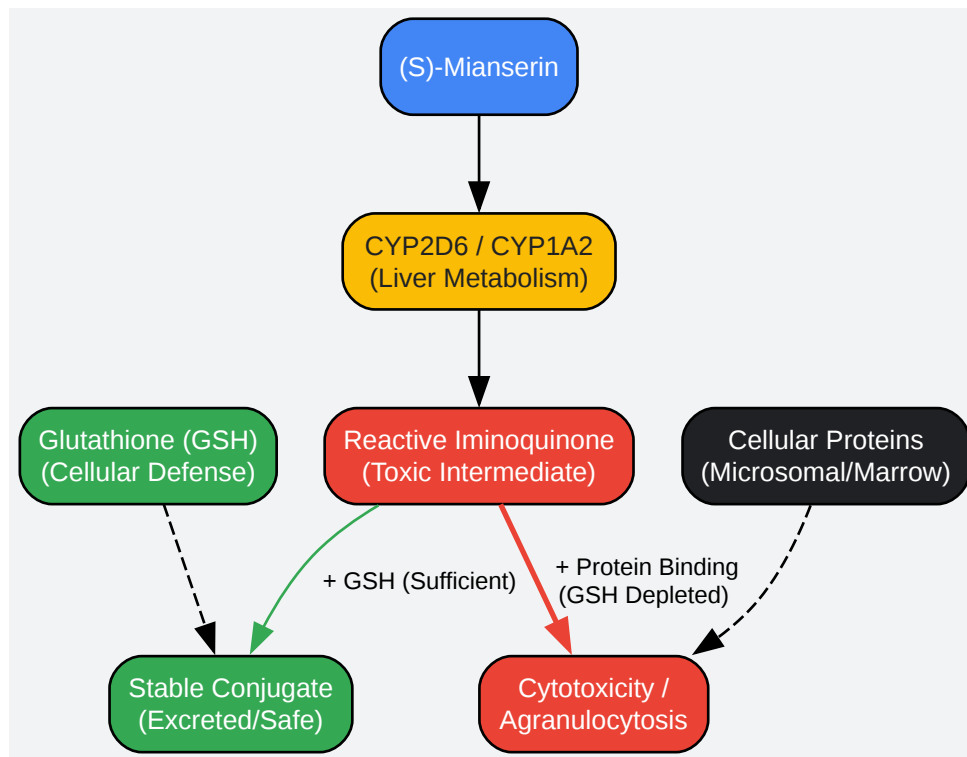 (S)-Mianserin
CYP2D6 / CYP1A2
(Liver Metabolism)
Glutathione (GSH)
(Cellular Defense)
Reactive Iminoquinone
(Toxic Intermediate)
Cellular Proteins
(Microsomal/Marrow)
+ GSH (Sufficient)
+ Protein Binding
(GSH Depleted)
Stable Conjugate
(Excreted/Safe)
Cytotoxicity /
Agranulocytosis